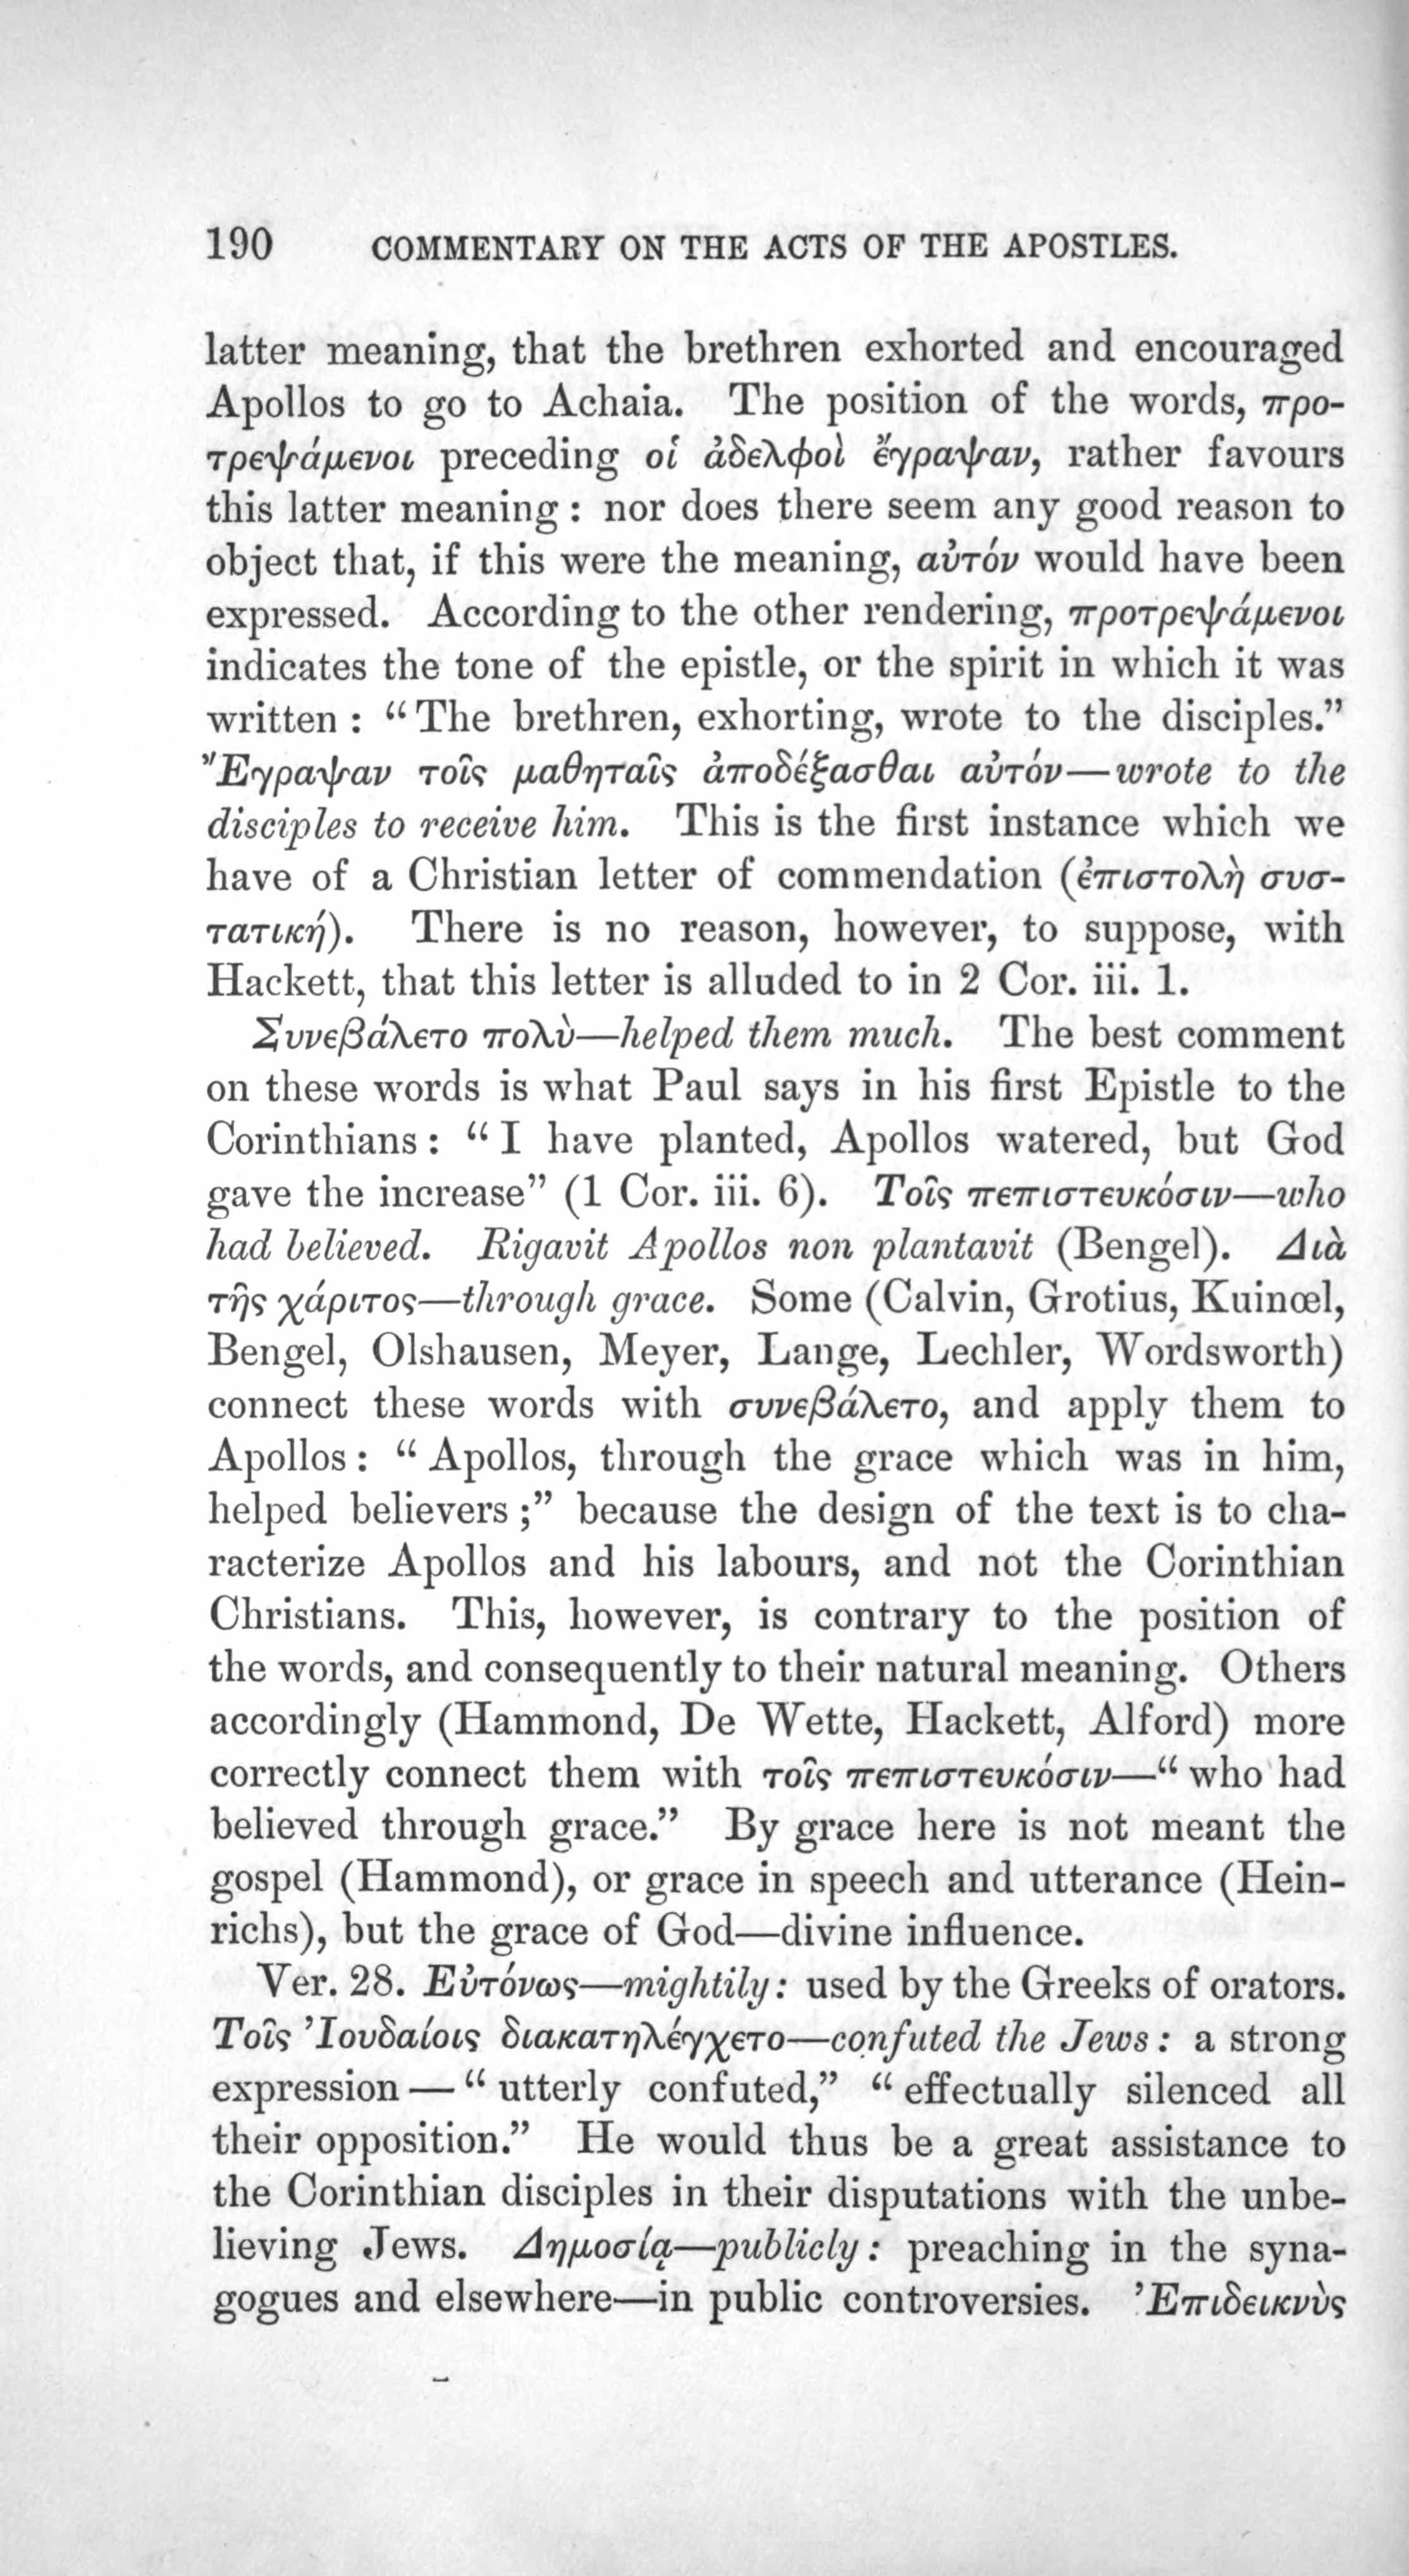 190 COMMENTARY ON THE ACTS OF THE APOSTLES.
latter meaning, that the brethren exhorted and encouraged
Apollos to go to Achaia. The position of the words, προ-
τρεψάμενοι preceding οἱ ἀδελφοὶ ἔγραψαν, rather favours
this latter meaning: nor does there seem any good reason to
object that, if this were the meaning, αὐτόν would have been
expressed. According to the other rendering, προτρεψάμενοι
indicates the tone of the epistle, or the spirit in which it was
written: “The brethren, exhorting, wrote to the disciples.”
Ἔγραψαν τοῖς μαθηταῖς ἀποδέξασθαι αὐτόν—wrote to the
disciples to receive him. This is the first instance which we
have of a Christian letter of commendation (ἐπιστολὴ συσ-
τατική). There is no reason, however, to suppose, with
Hackett, that this letter is alluded to in 2 Cor. iii. 1.
Συνεβάλετο πολὺ—helped them much. The best comment
on these words is what Paul says in his first Epistle to the
Corinthians: “I have planted, Apollos watered, but God
gave the increase” (1 Cor. iii. 6). Τοῖς πεπιστευκόσιν—who
had believed. Rigavit Apollos non plantavit (Bengel). Διὰ
τῆς χάριτος—through grace. Some (Calvin, Grotius, Kuinœl,
Bengel, Olshausen, Meyer, Lange, Lechler, Wordsworth)
connect these words with συνεβάλετο, and apply them to
Apollos: “Apollos, through the grace which was in him,
helped believers;” because the design of the text is to cha-
racterize Apollos and his labours, and not the Corinthian
Christians. This, however, is contrary to the position of
the words, and consequently to their natural meaning. Others
accordingly (Hammond, De Wette, Hackett, Alford) more
correctly connect them with τοῖς πεπιστευκόσιν—“who had
believed through grace.” By grace here is not meant the
gospel (Hammond), or grace in speech and utterance (Hein-
richs), but the grace of God—divine influence.
Ver. 28. Εὐτόνως—mightily: used by the Greeks of orators.
Τοῖς Ἰουδαίοις διακατηλέγχετο—confuted the Jews: a strong
expression—“utterly confuted,” “effectually silenced all
their opposition.” He would thus be a great assistance to
the Corinthian disciples in their disputations with the unbe-
lieving Jews. Δημοσίᾳ—publicly: preaching in the syna-
gogues and elsewhere—in public controversies. Ἐπιδεικνὺς